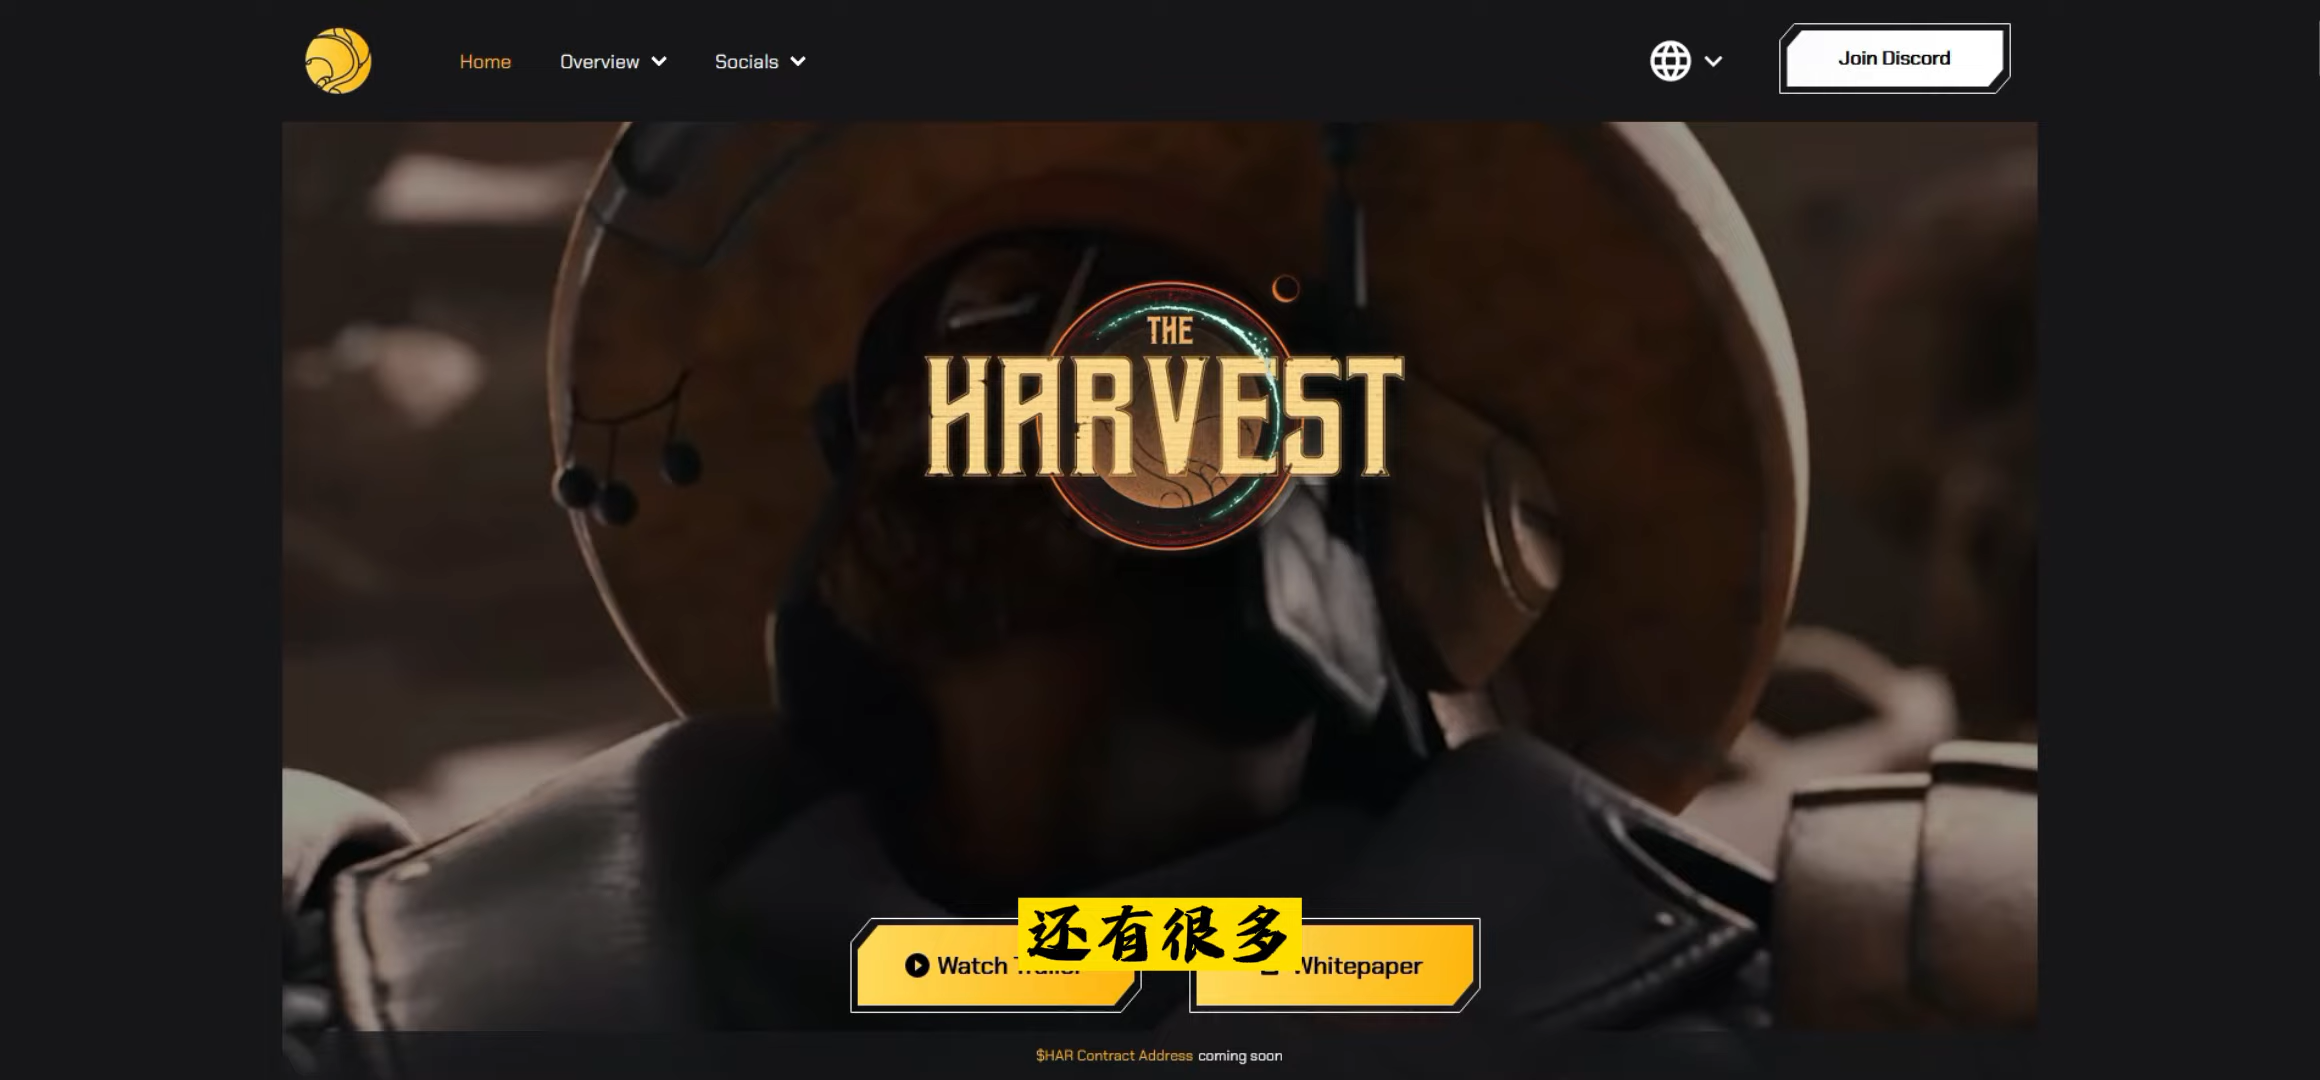 Home
Overview
Socials
Join Discord
THE
HARVEST
还有很多
Watch
Whitepaper
$HAR Contract Address coming soon